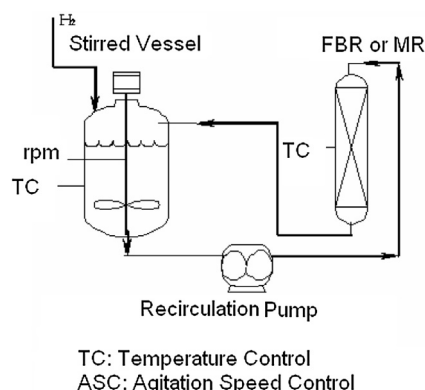 H₂
Stirred Vessel
FBR or MR
rpm
TC
TC
Recirculation Pump
TC: Temperature Control
ASC: Agitation Speed Control